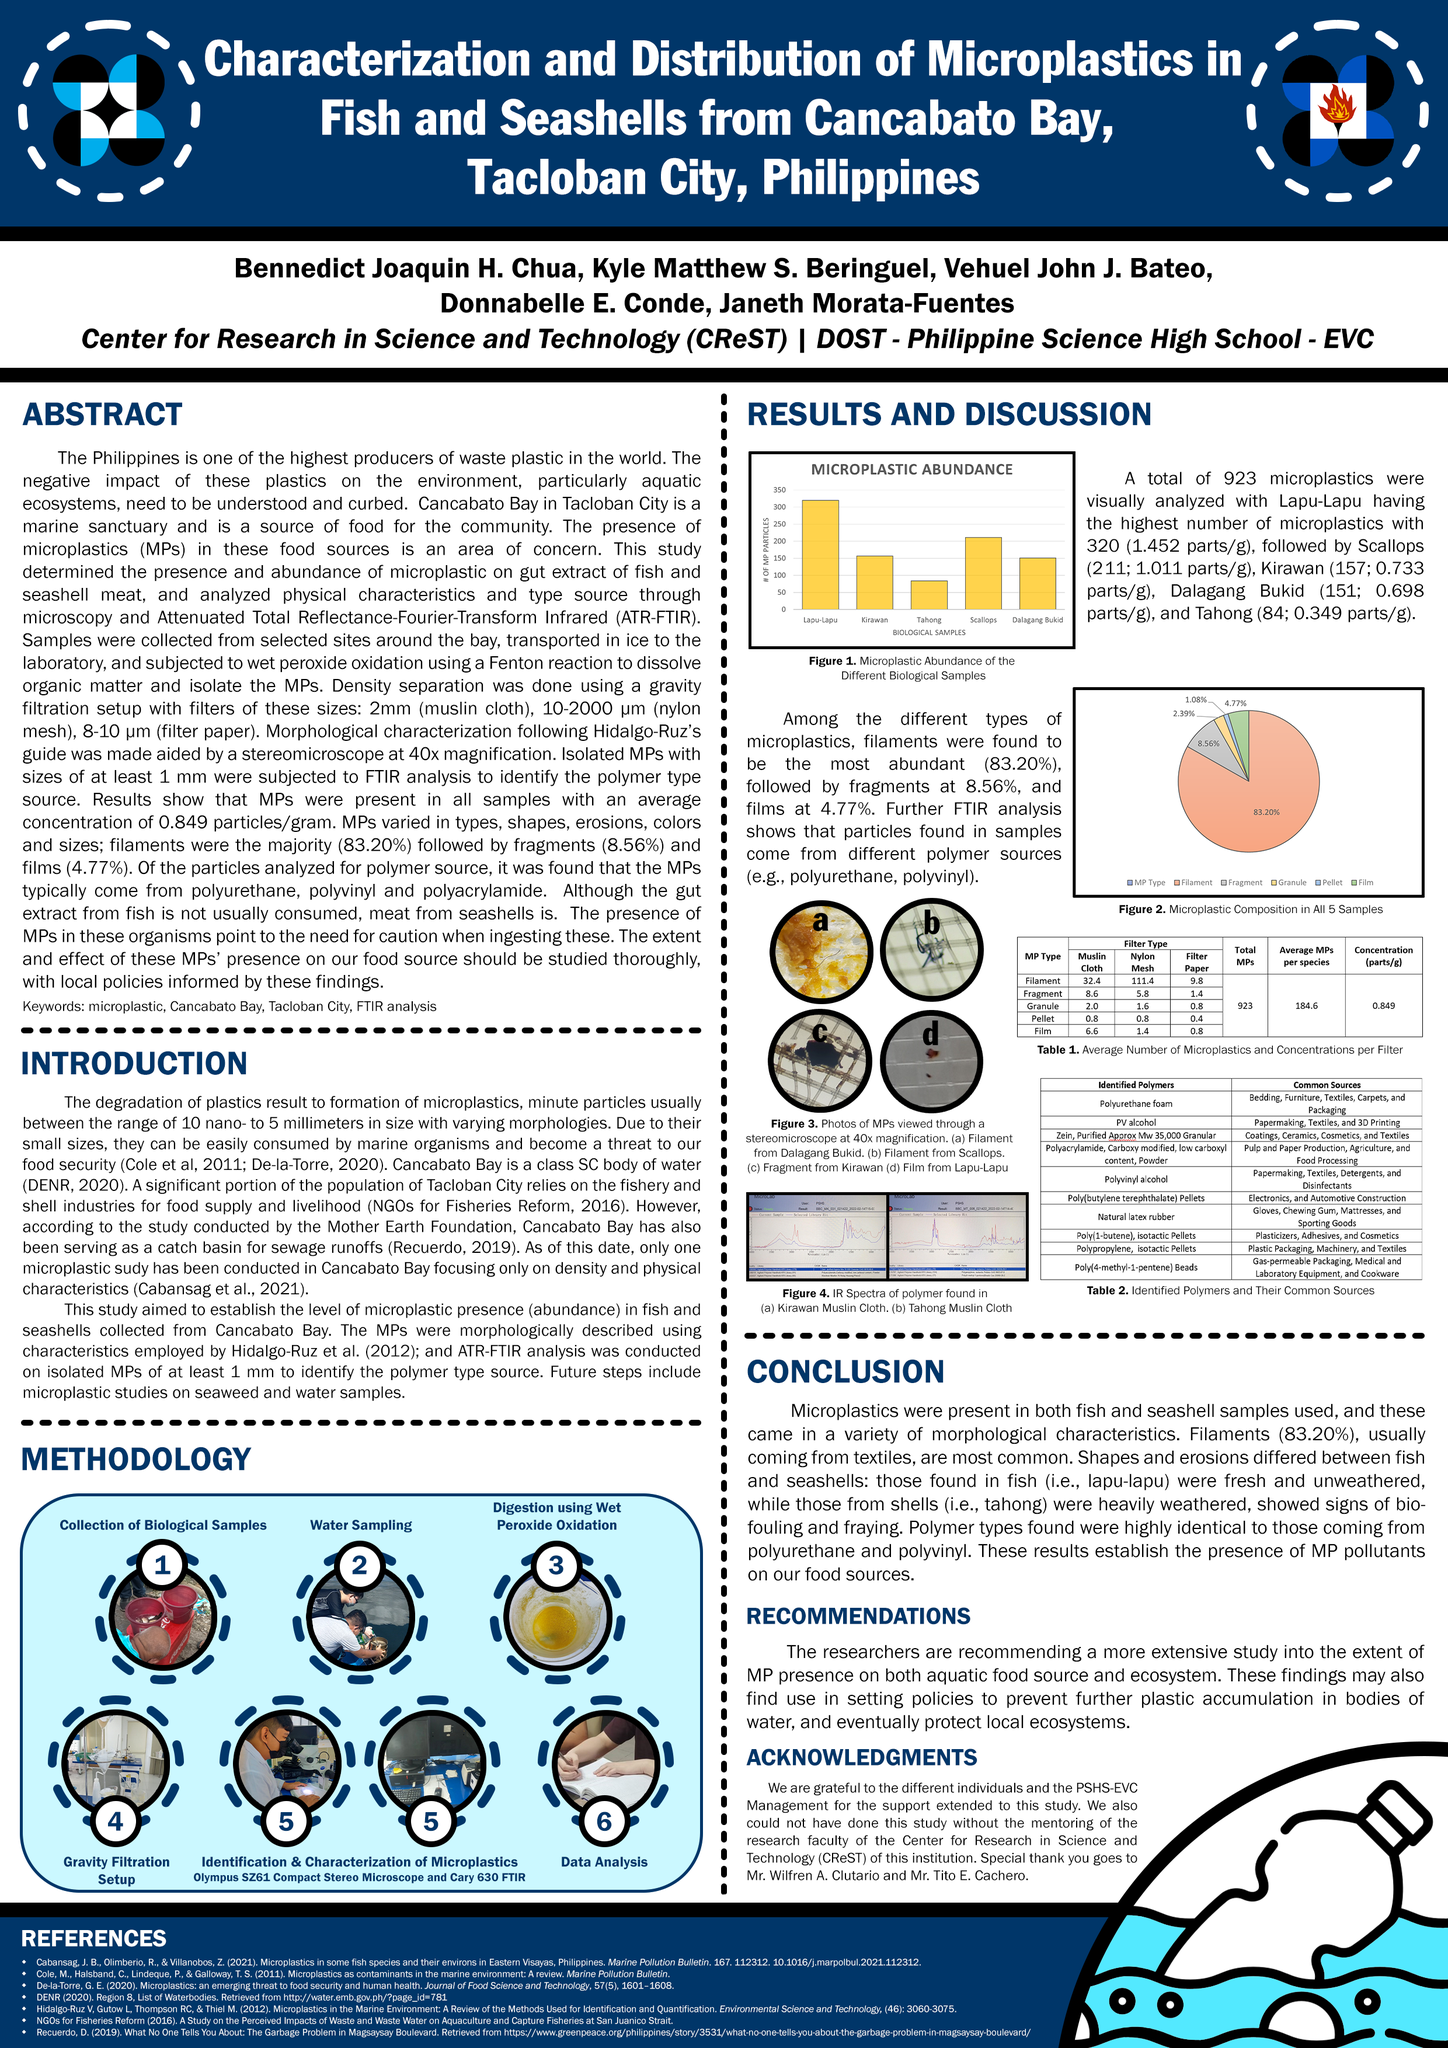 Characterization and Distribution of Microplastics in
Fish and Seashells from Cancabato Bay,
Tacloban City, Philippines
Bennedict Joaquin H. Chua, Kyle Matthew S. Beringuel, Vehuel John J. Bateo,
Donnabelle E. Conde, Janeth Morata-Fuentes
Center for Research in Science and Technology (CReST) | DOST - Philippine Science High School - EVC
ABSTRACT
The Philippines is one of the highest producers of waste plastic in the world. The
negative impact of these plastics on the environment, particularly aquatic
ecosystems, need to be understood and curbed. Cancabato Bay in Tacloban City is a
marine sanctuary and is a source of food for the community. The presence of
microplastics (MPs) in these food sources is an area of concern. This study
determined the presence and abundance of microplastic on gut extract of fish and
seashell meat, and analyzed physical characteristics and type source through
microscopy and Attenuated Total Reflectance-Fourier-Transform Infrared (ATR-FTIR).
Samples were collected from selected sites around the bay, transported in ice to the
laboratory, and subjected to wet peroxide oxidation using a Fenton reaction to dissolve
organic matter and isolate the MPs. Density separation was done using a gravity
filtration setup with filters of these sizes: 2mm (muslin cloth), 10-2000 µm (nylon
mesh), 8-10 µm (filter paper). Morphological characterization following Hidalgo-Ruz's
guide was made aided by a stereomicroscope at 40x magnification. Isolated MPs with
sizes of at least 1 mm were subjected to FTIR analysis to identify the polymer type
source. Results show that MPs were present in all samples with an average
concentration of 0.849 particles/gram. MPs varied in types, shapes, erosions, colors
and sizes; filaments were the majority (83.20%) followed by fragments (8.56%) and
films (4.77%). Of the particles analyzed for polymer source, it was found that the MPs
typically come from polyurethane, polyvinyl and polyacrylamide. Although the gut
extract from fish is not usually consumed, meat from seashells is. The presence of
MPs in these organisms point to the need for caution when ingesting these. The extent
and effect of these MPs' presence on our food source should be studied thoroughly,
with local policies informed by these findings.
Keywords: microplastic, Cancabato Bay, Tacloban City, FTIR analysis
INTRODUCTION
The degradation of plastics result to formation of microplastics, minute particles usually
between the range of 10 nano- to 5 millimeters in size with varying morphologies. Due to their
small sizes, they can be easily consumed by marine organisms and become a threat to our
food security (Cole et al, 2011; De-la-Torre, 2020). Cancabato Bay is a class SC body of water
(DENR, 2020). A significant portion of the population of Tacloban City relies on the fishery and
shell industries for food supply and livelihood (NGOs for Fisheries Reform, 2016). However,
according to the study conducted by the Mother Earth Foundation, Cancabato Bay has also
been serving as a catch basin for sewage runoffs (Recuerdo, 2019). As of this date, only one
microplastic sudy has been conducted in Cancabato Bay focusing only on density and physical
characteristics (Cabansag et al., 2021).
This study aimed to establish the level of microplastic presence (abundance) in fish and
seashells collected from Cancabato Bay. The MPs were morphologically described using
characteristics employed by Hidalgo-Ruz et al. (2012); and ATR-FTIR analysis was conducted
on isolated MPs of at least 1 mm to identify the polymer type source. Future steps include
microplastic studies on seaweed and water samples.
METHODOLOGY
Collection of Biological Samples
1
Water Sampling
2
Digestion using Wet
Peroxide Oxidation
3
4
Gravity Filtration
Setup
5
5
Identification & Characterization of Microplastics
Olympus SZ61 Compact Stereo Microscope and Cary 630 FTIR
6
Data Analysis
RESULTS AND DISCUSSION
MICROPLASTIC ABUNDANCE
# OF MP PARTICLES
350
300
250
200
150
100
50
0
Lapu-Lapu Kirawan Tahong Scallops Dalagang Bukid
BIOLOGICAL SAMPLES
Figure 1. Microplastic Abundance of the
Different Biological Samples
A total of 923 microplastics were
visually analyzed with Lapu-Lapu having
the highest number of microplastics with
320 (1.452 parts/g), followed by Scallops
(211; 1.011 parts/g), Kirawan (157; 0.733
parts/g), Dalagang Bukid (151; 0.698
parts/g), and Tahong (84; 0.349 parts/g).
Among the different types of
microplastics, filaments were found to
be the most abundant (83.20%),
followed by fragments at 8.56%, and
films at 4.77%. Further FTIR analysis
shows that particles found in samples
come from different polymer sources
(e.g., polyurethane, polyvinyl).
1.08%
4.77%
2.39%
8.56%
83.20%
MP Type Filament Fragment Granule Pellet Film
Figure 2. Microplastic Composition in All 5 Samples
a
b
c
d
Figure 3. Photos of MPs viewed through a
stereomicroscope at 40x magnification. (a) Filament
from Dalagang Bukid. (b) Filament from Scallops.
(c) Fragment from Kirawan (d) Film from Lapu-Lapu
MP Type Filter Type Total MPs Average MPs per species Concentration (parts/g)
Muslin Cloth Nylon Mesh Filter Paper
Filament 32.4 111.4 9.8
Fragment 8.6 5.8 1.4
Granule 2.0 1.6 0.8 923 184.6 0.849
Pellet 0.8 0.8 0.4
Film 6.6 1.4 0.8
Table 1. Average Number of Microplastics and Concentrations per Filter
Identified Polymers Common Sources
Polyurethane foam Bedding, Furniture, Textiles, Carpets, and Packaging
PV alcohol Papermaking, Textiles, and 3D Printing
Zein, Purified Approx Mw 35,000 Granular Coatings, Ceramics, Cosmetics, and Textiles
Polyacrylamide, Carboxy modified, low carboxyl content, Powder Pulp and Paper Production, Agriculture, and Food Processing
Polyvinyl alcohol Papermaking, Textiles, Detergents, and Disinfectants
Poly(butylene terephthalate) Pellets Electronics, and Automotive Construction
Natural latex rubber Gloves, Chewing Gum, Mattresses, and Sporting Goods
Poly(1-butene), isotactic Pellets Plasticizers, Adhesives, and Cosmetics
Polypropylene, isotactic Pellets Plastic Packaging, Machinery, and Textiles
Poly(4-methyl-1-pentene) Beads Gas-permeable Packaging, Medical and Laboratory Equipment, and Cookware
Table 2. Identified Polymers and Their Common Sources
Figure 4. IR Spectra of polymer found in
(a) Kirawan Muslin Cloth. (b) Tahong Muslin Cloth
CONCLUSION
Microplastics were present in both fish and seashell samples used, and these
came in a variety of morphological characteristics. Filaments (83.20%), usually
coming from textiles, are most common. Shapes and erosions differed between fish
and seashells: those found in fish (i.e., lapu-lapu) were fresh and unweathered,
while those from shells (i.e., tahong) were heavily weathered, showed signs of bio-
fouling and fraying. Polymer types found were highly identical to those coming from
polyurethane and polyvinyl. These results establish the presence of MP pollutants
on our food sources.
RECOMMENDATIONS
The researchers are recommending a more extensive study into the extent of
MP presence on both aquatic food source and ecosystem. These findings may also
find use in setting policies to prevent further plastic accumulation in bodies of
water, and eventually protect local ecosystems.
ACKNOWLEDGMENTS
We are grateful to the different individuals and the PSHS-EVC
Management for the support extended to this study. We also
could not have done this study without the mentoring of the
research faculty of the Center for Research in Science and
Technology (CReST) of this institution. Special thank you goes to
Mr. Wilfren A. Clutario and Mr. Tito E. Cachero.
REFERENCES
Cabansag, J. B., Olimberio, R., & Villanobos, Z. (2021). Microplastics in some fish species and their environs in Eastern Visayas, Philippines. Marine Pollution Bulletin. 167. 112312. 10.1016/j.marpolbul.2021.112312.
Cole, M., Halsband, C., Lindeque, P., & Galloway, T. S. (2011). Microplastics as contaminants in the marine environment: A review. Marine Pollution Bulletin.
De-la-Torre, G. E. (2020). Microplastics: an emerging threat to food security and human health. Journal of Food Science and Technology, 57(5), 1601–1608.
DENR (2020). Region 8, List of Waterbodies. Retrieved from http://water.emb.gov.ph/?page_id=781
Hidalgo-Ruz V, Gutow L, Thompson RC, & Thiel M. (2012). Microplastics in the Marine Environment: A Review of the Methods Used for Identification and Quantification. Environmental Science and Technology, (46): 3060-3075.
NGOs for Fisheries Reform (2016). A Study on the Perceived Impacts of Waste and Waste Water on Aquaculture and Capture Fisheries at San Juanico Strait.
Recuerdo, D. (2019). What No One Tells You About: The Garbage Problem in Magsaysay Boulevard. Retrieved from https://www.greenpeace.org/philippines/story/3531/what-no-one-tells-you-about-the-garbage-problem-in-magsaysay-boulevard/